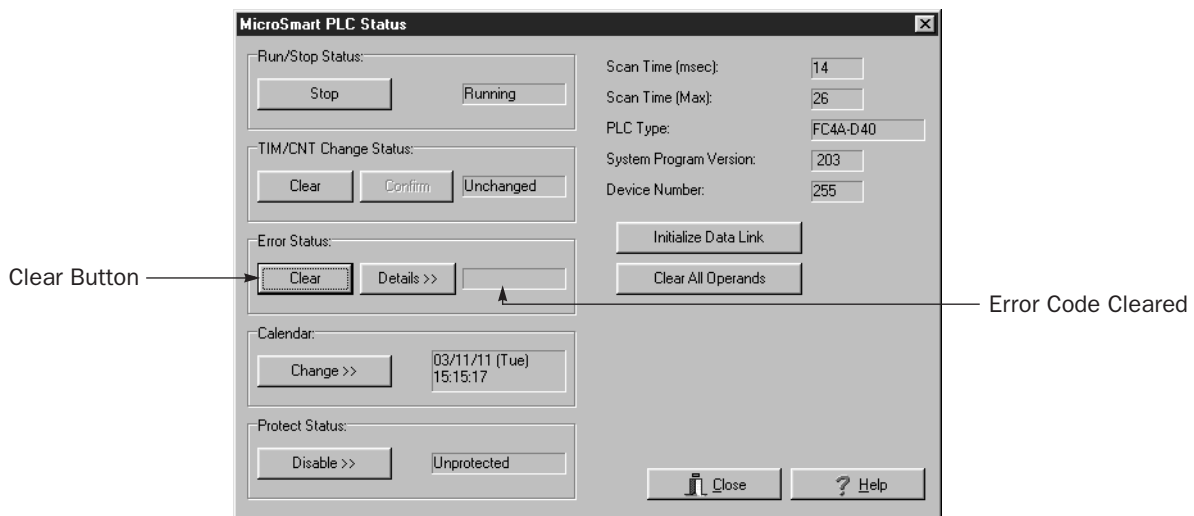 MicroSmart PLC Status
Run/Stop Status:
Stop
Running
TIM/CNT Change Status:
Clear
Confirm
Unchanged
Error Status:
Clear
Details >>
Calendar:
Change >>
03/11/11 (Tue)
15:15:17
Protect Status:
Disable >>
Unprotected
Scan Time (msec):
14
Scan Time (Max):
26
PLC Type:
FC4A-D40
System Program Version:
203
Device Number:
255
Initialize Data Link
Clear All Operands
Close
? Help
Clear Button
Error Code Cleared